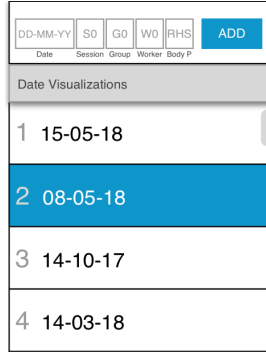 DD-MM-YY S0 G0 W0 RHS ADD
Date Session Group Worker Body P
Date Visualizations
1 15-05-18
2 08-05-18
3 14-10-17
4 14-03-18